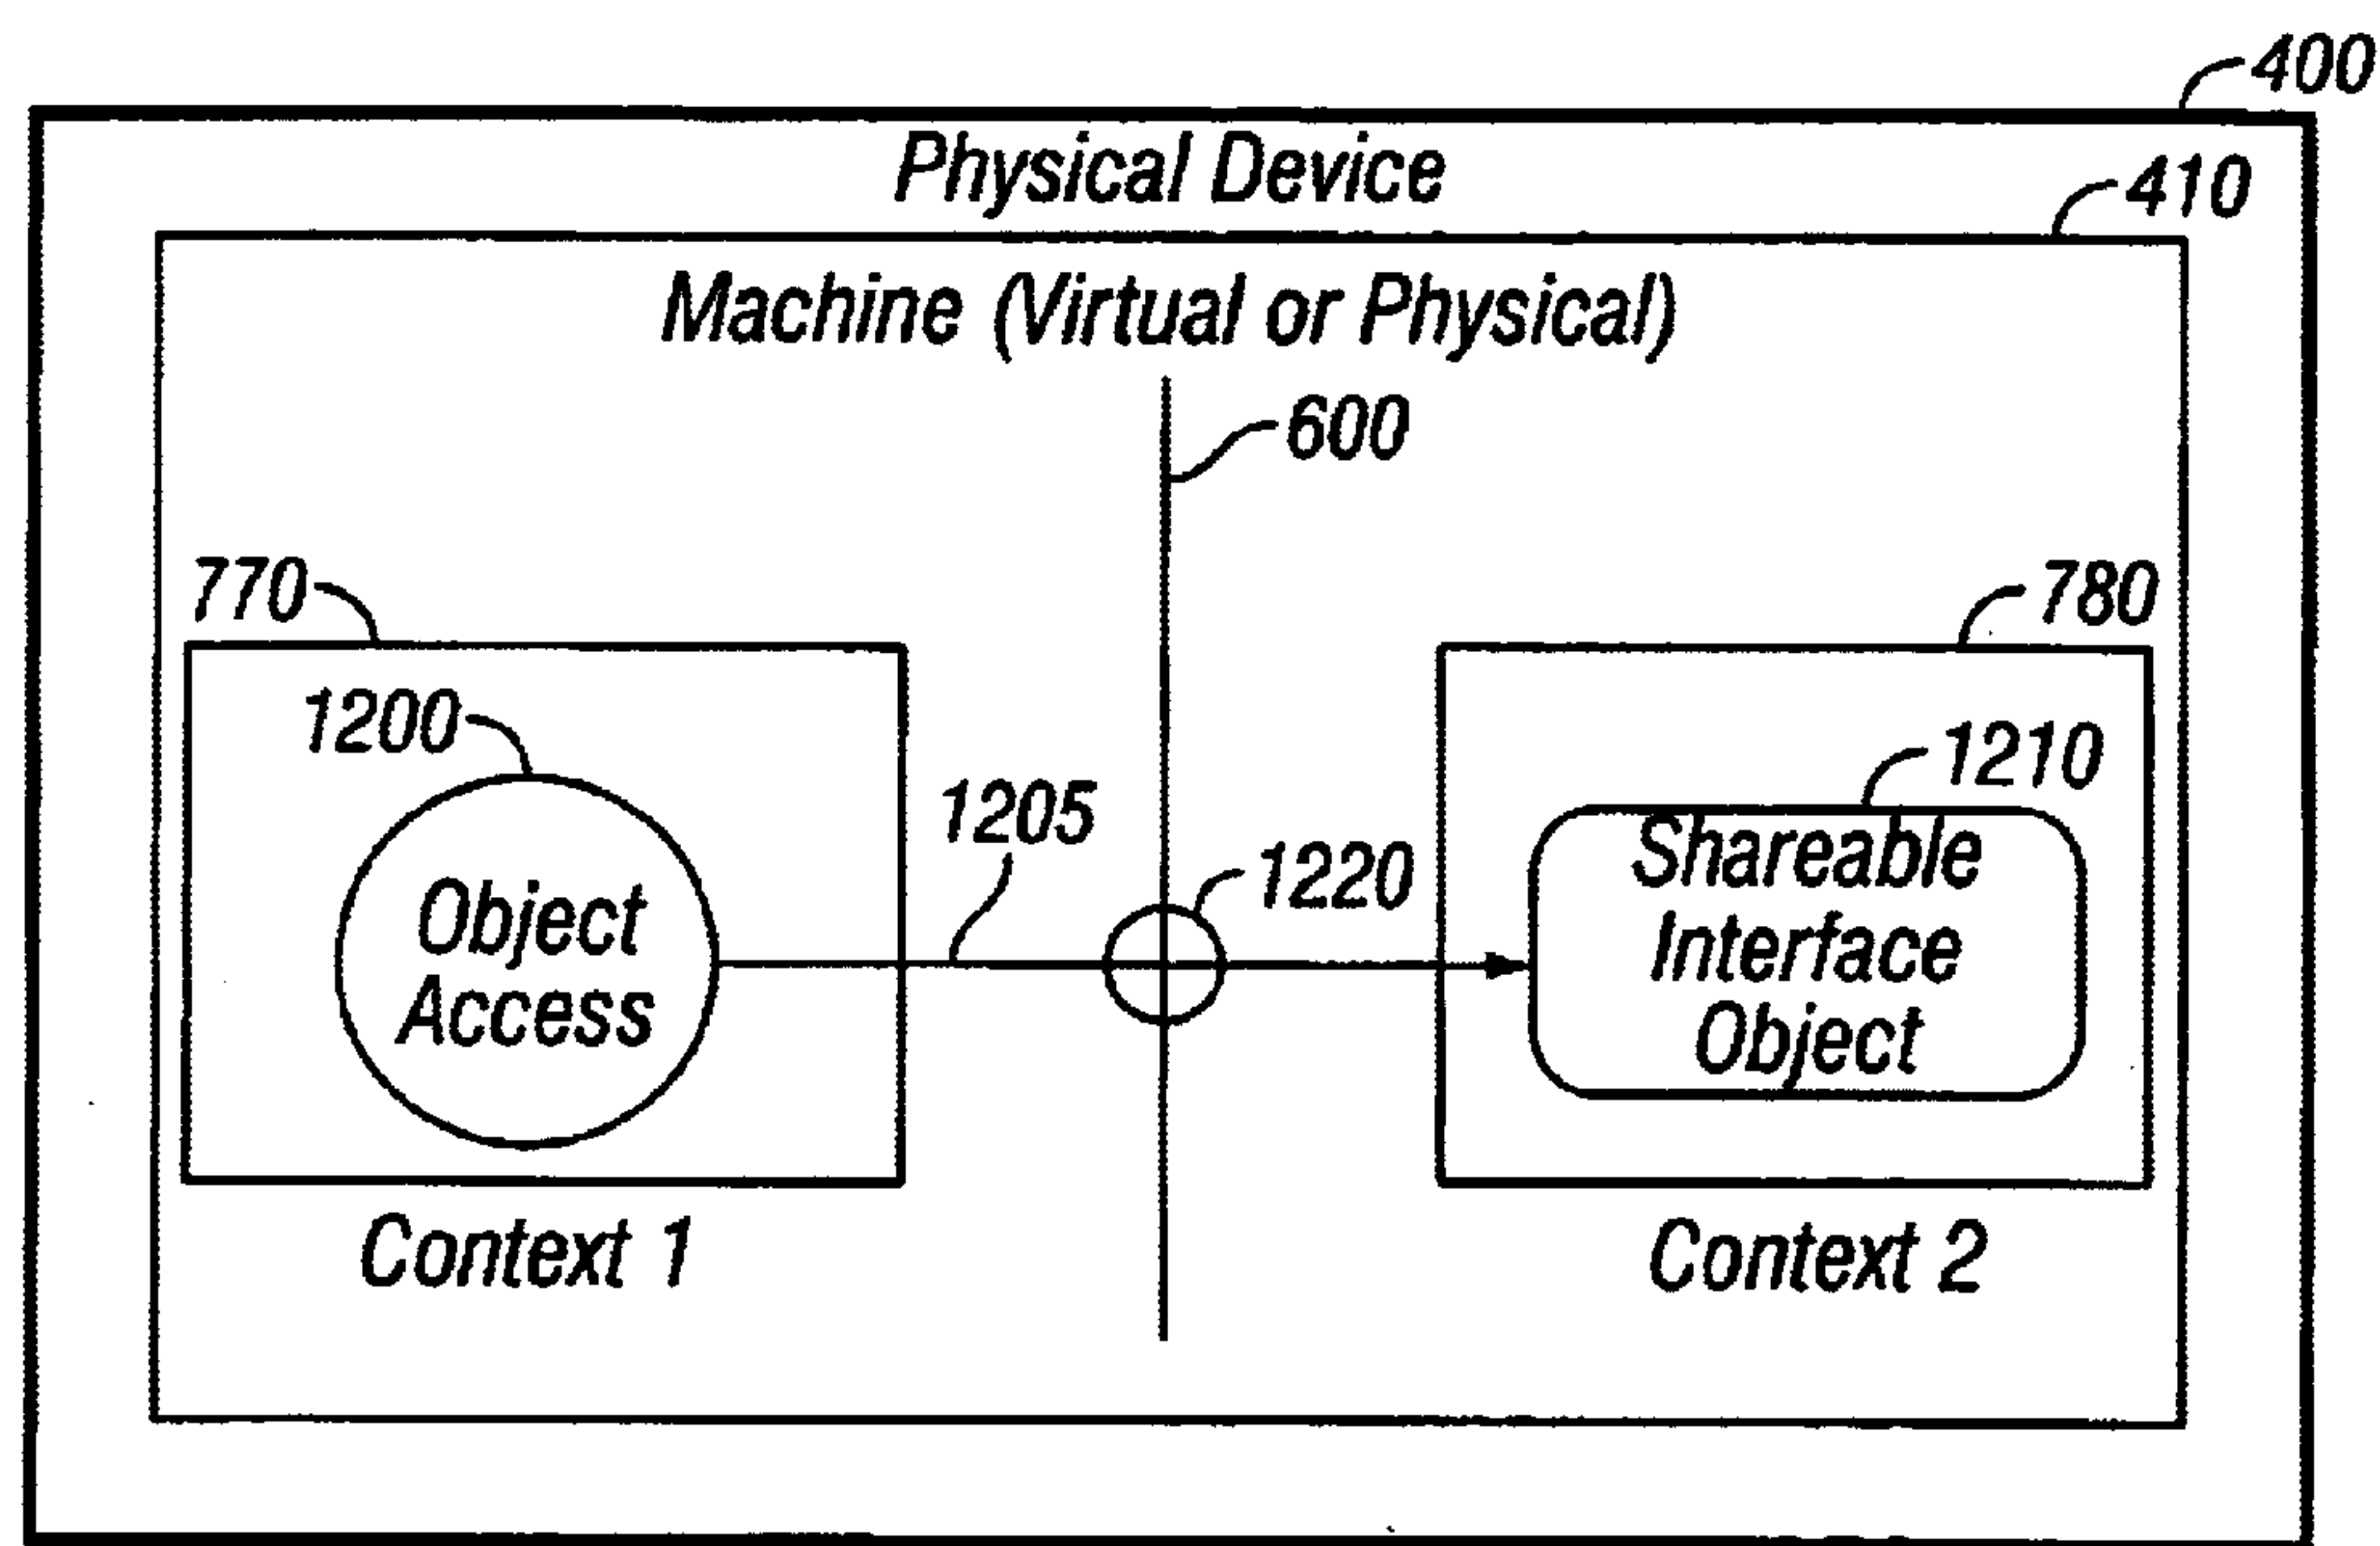 400
Physical Device
410
Machine (Virtual or Physical)
600
770
780
1200
1210
1205
1220
Object
Access
Shareable
Interface
Object
Context 1
Context 2